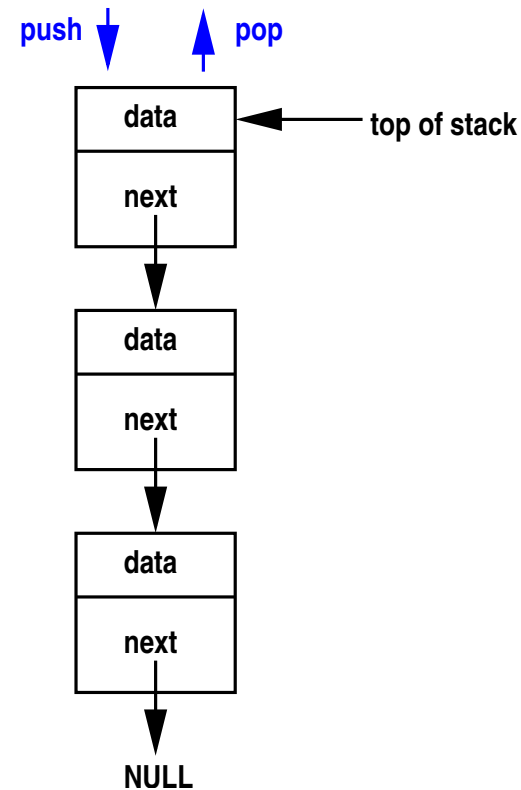 push
pop
data
top of stack
next
data
next
data
next
NULL